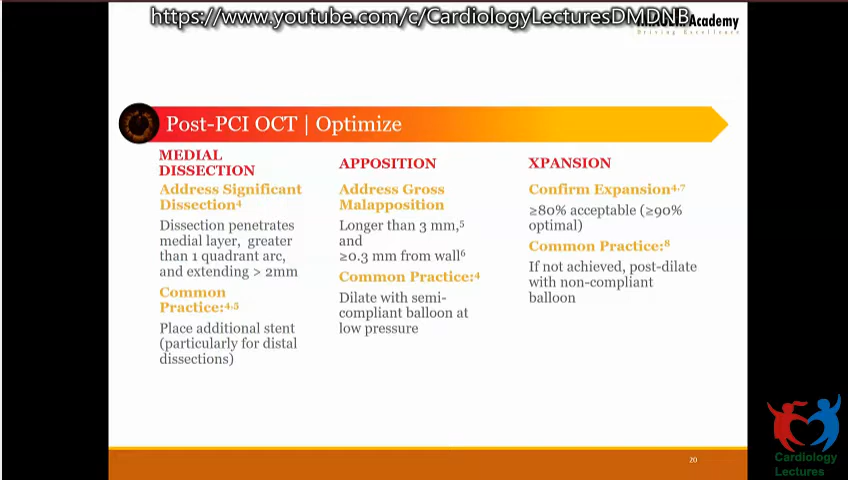 https://www.youtube.com/c/CardiologyLecturesDMDNB
Academy
Driving Excellence
Post-PCI OCT | Optimize
MEDIAL
DISSECTION
Address Significant
Dissection⁴
Dissection penetrates
medial layer, greater
than 1 quadrant arc,
and extending > 2mm
Common
Practice:⁴,⁵
Place additional stent
(particularly for distal
dissections)
APPOSITION
Address Gross
Malapposition
Longer than 3 mm,⁵
and
≥0.3 mm from wall⁶
Common Practice:⁴
Dilate with semi-
compliant balloon at
low pressure
XPANSION
Confirm Expansion⁴,⁷
≥80% acceptable (≥90%
optimal)
Common Practice:⁸
If not achieved, post-dilate
with non-compliant
balloon
20
Cardiology
Lectures